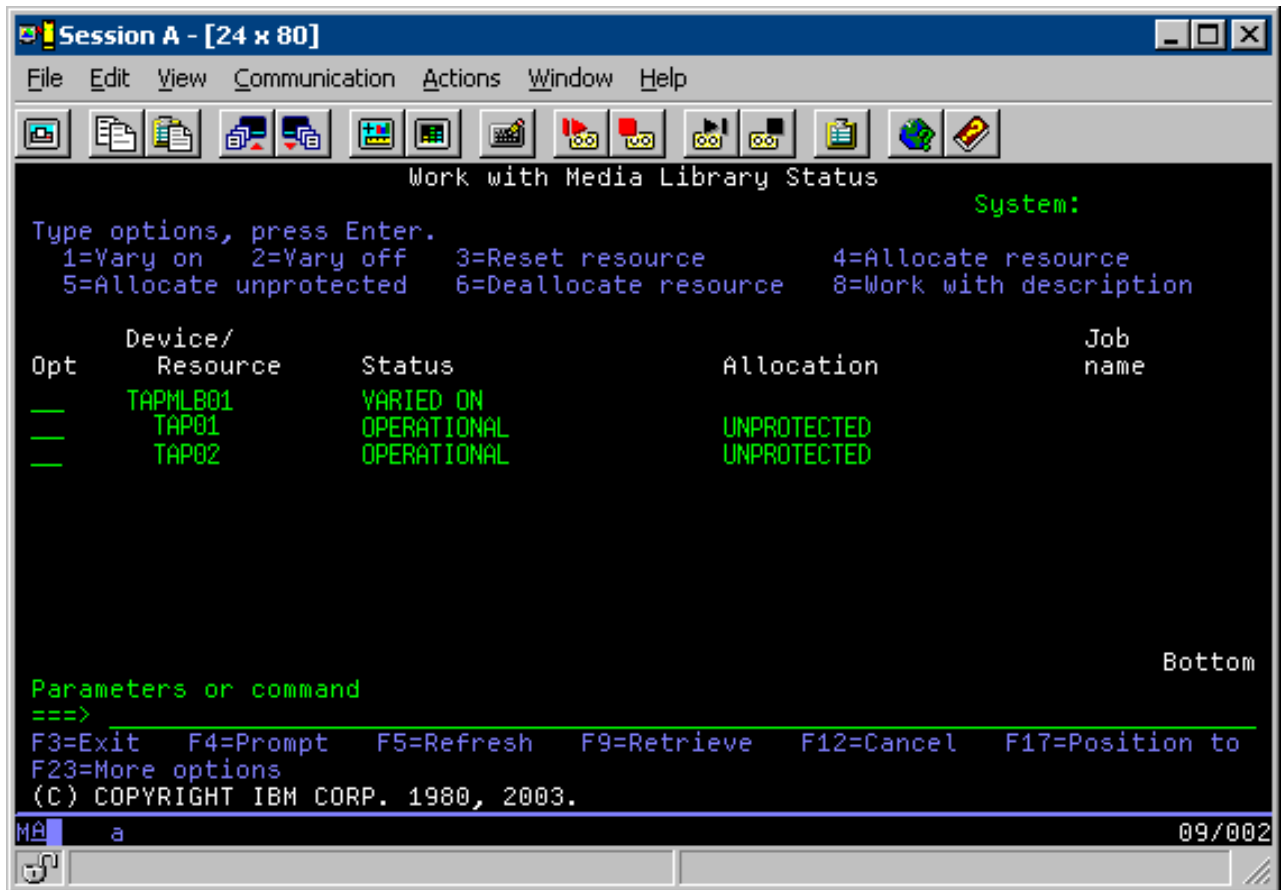 Session A - [24 x 80]
File Edit View Communication Actions Window Help
Work with Media Library Status
System:
Type options, press Enter.
1=Vary on 2=Vary off 3=Reset resource 4=Allocate resource
5=Allocate unprotected 6=Deallocate resource 8=Work with description
Device/ Job
Opt Resource Status Allocation name
__ TAPMLB01 VARIED ON
__ TAP01 OPERATIONAL UNPROTECTED
__ TAP02 OPERATIONAL UNPROTECTED
Bottom
Parameters or command
===>
F3=Exit F4=Prompt F5=Refresh F9=Retrieve F12=Cancel F17=Position to
F23=More options
(C) COPYRIGHT IBM CORP. 1980, 2003.
MA a 09/002